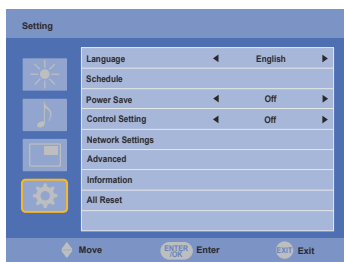 Setting
Language English
Schedule
Power Save Off
Control Setting Off
Network Settings
Advanced
Information
All Reset
Move ENTER /OK Enter EXIT Exit